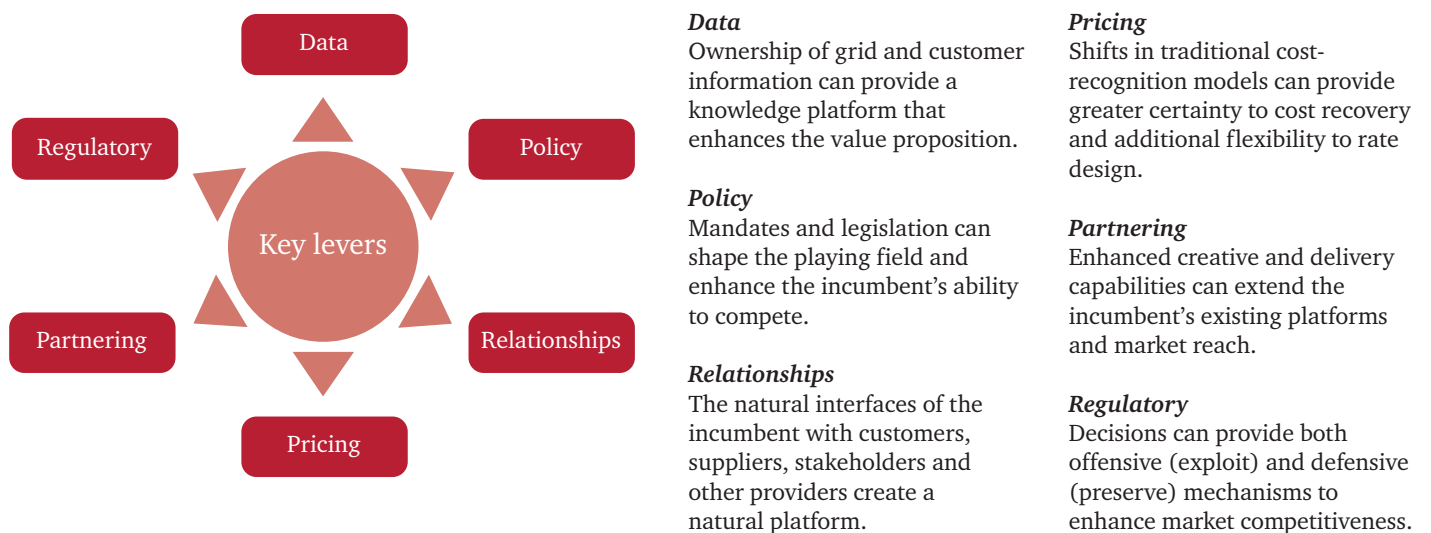 Data
Regulatory
Policy
Key levers
Partnering
Relationships
Pricing
Data
Ownership of grid and customer
information can provide a
knowledge platform that
enhances the value proposition.
Policy
Mandates and legislation can
shape the playing field and
enhance the incumbent’s ability
to compete.
Relationships
The natural interfaces of the
incumbent with customers,
suppliers, stakeholders and
other providers create a
natural platform.
Pricing
Shifts in traditional cost-
recognition models can provide
greater certainty to cost recovery
and additional flexibility to rate
design.
Partnering
Enhanced creative and delivery
capabilities can extend the
incumbent’s existing platforms
and market reach.
Regulatory
Decisions can provide both
offensive (exploit) and defensive
(preserve) mechanisms to
enhance market competitiveness.